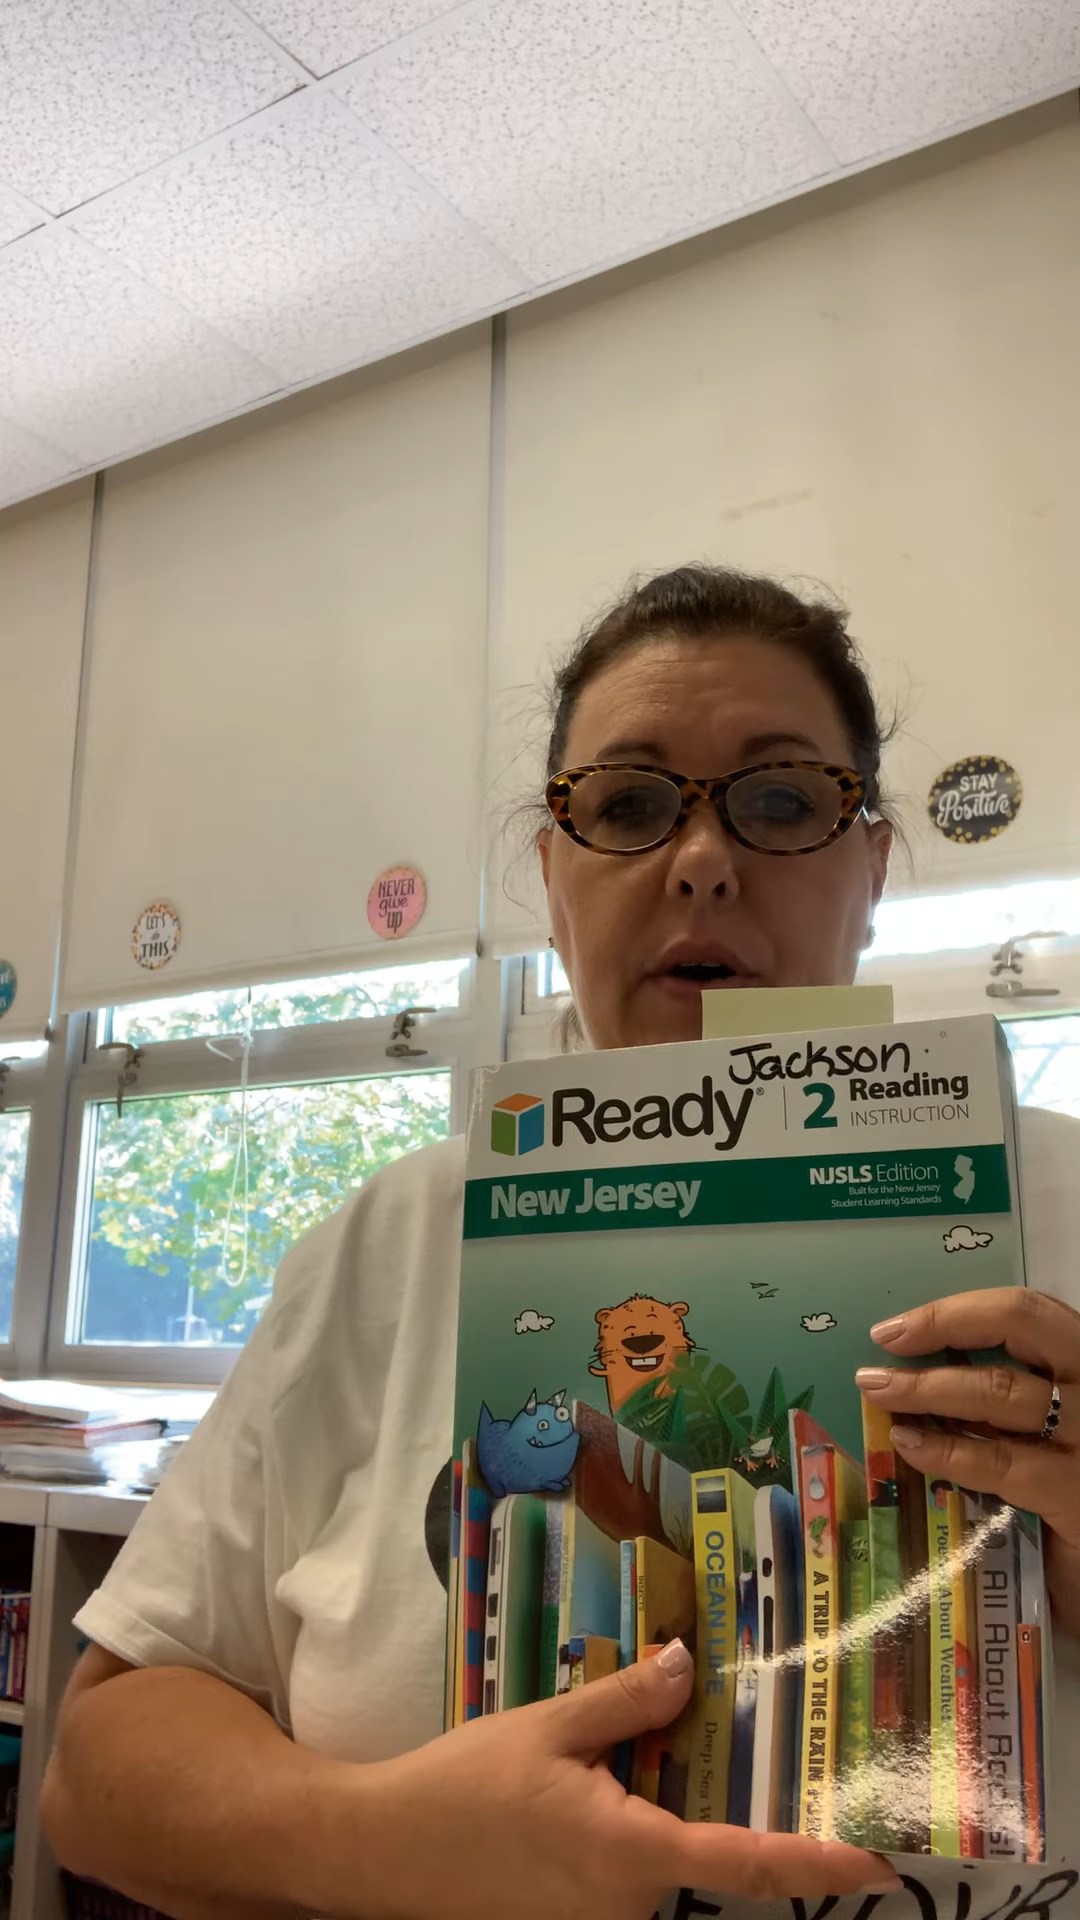 STAY
Positive
NEVER
give
up
LET'S
do
THIS
Jackson
Ready® 2 Reading
INSTRUCTION
New Jersey
NJSLS Edition
Built for the New Jersey
Student Learning Standards
OCEAN LIFE
Deep Sea
INSECTS
A TRIP TO THE RAIN
Poems About Weather
All About
YOUR